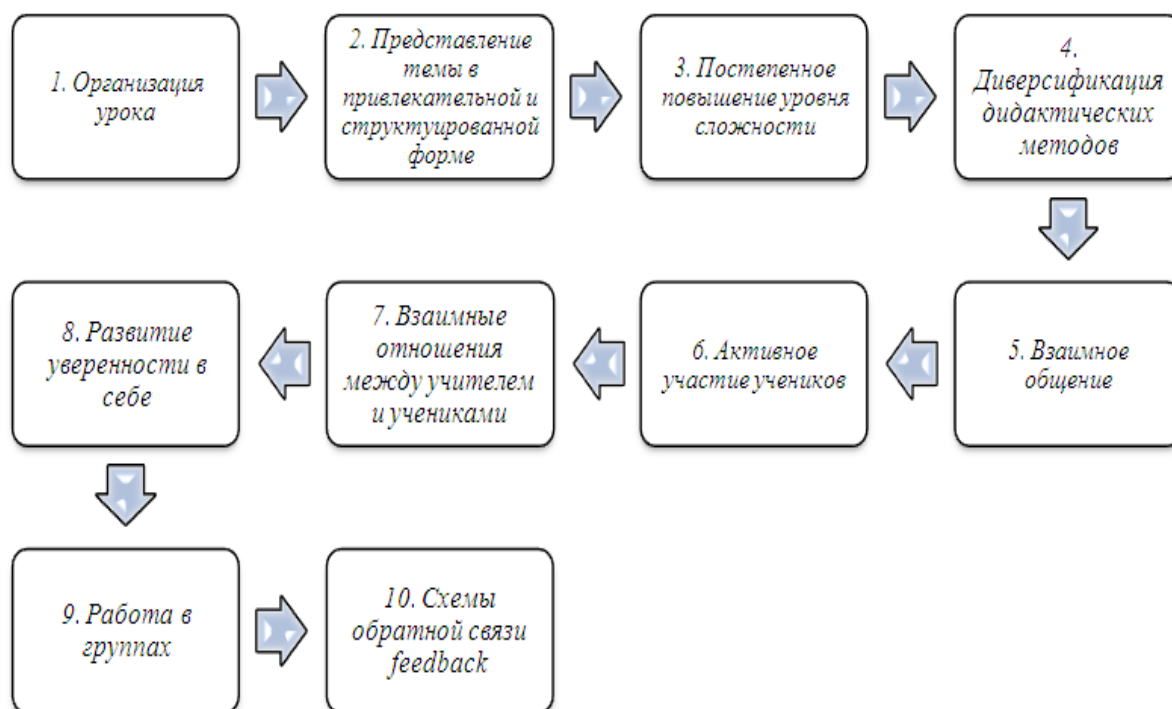 1. Организация
урока
2. Представление
темы в
привлекательной и
структуированной
форме
3. Постепенное
повышение уровня
сложности
4.
Диверсификация
дидактических
методов
5. Взаимное
общение
6. Активное
участие учеников
7. Взаимные
отношения
между учителем
и учениками
8. Развитие
уверенности в
себе
9. Работа в
группах
10. Схемы
обратной связи
feedback